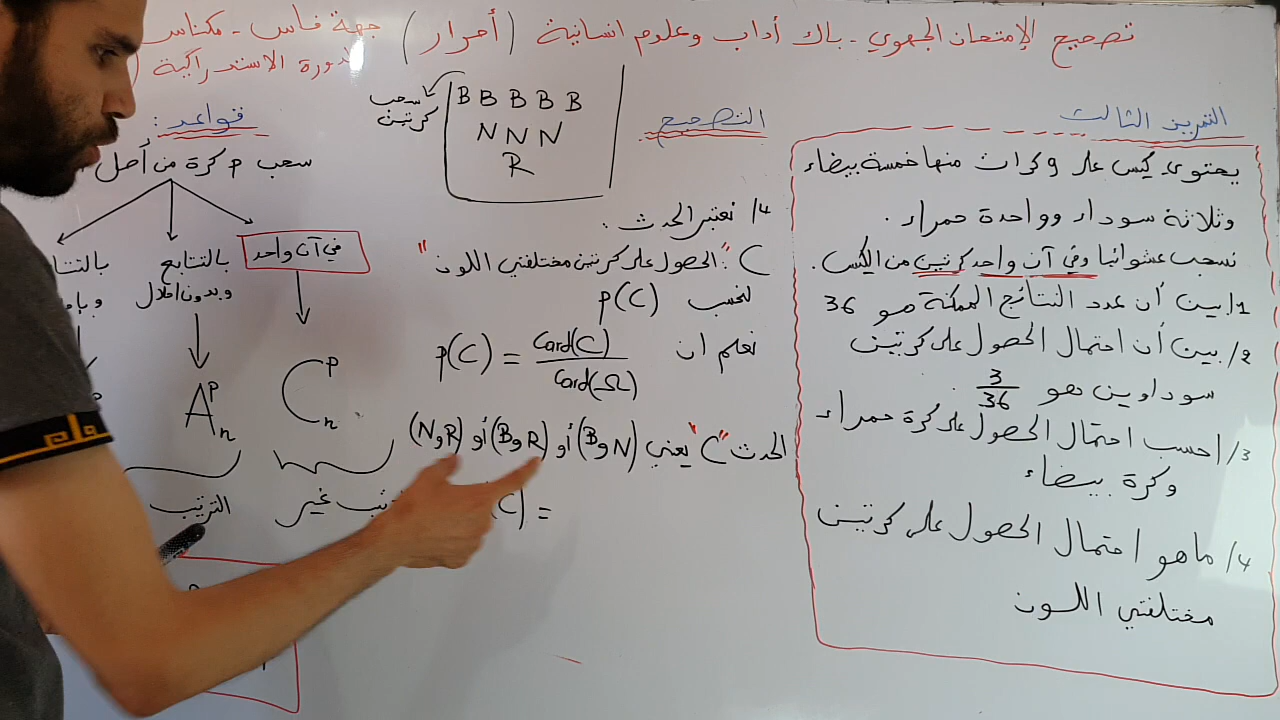 تصحيح الإمتحان الجهوي - باك أداب وعلوم انسانية (أحرار) جهة فاس - مكناس
الدورة الاستدراكية
التمرين الثالث
يحتوي كيس على 9 كرات منها خمسة بيضاء
وثلاثة سوداء وواحدة حمراء .
نسحب عشوائيا وفي آن واحد كرتين من الكيس .
1/ بين أن عدد النتائج الممكنة هو 36
2/ بين أن احتمال الحصول على كرتين
سوداوين هو 3/36 .
3/ احسب احتمال الحصول على كرة حمراء
وكرة بيضاء
4/ ماهو احتمال الحصول على كرتين
مختلفتي اللون
التصحيح
سحب كرتين
B B B B B
N N N
R
4/ نعتبر الحدث :
C : "الحصول على كرتين مختلفتي اللون"
لنحسب p(C)
نعلم ان p(C) = Card(C) / Card(Ω)
الحدث "C" يعني (B و N) أو (B و R) أو (N و R)
(C) =
قواعد :
سحب p كرة من أصل
في آن واحد
بالتتابع وبدون احلال
C_n^p
A_n^p
الترتيب
غير